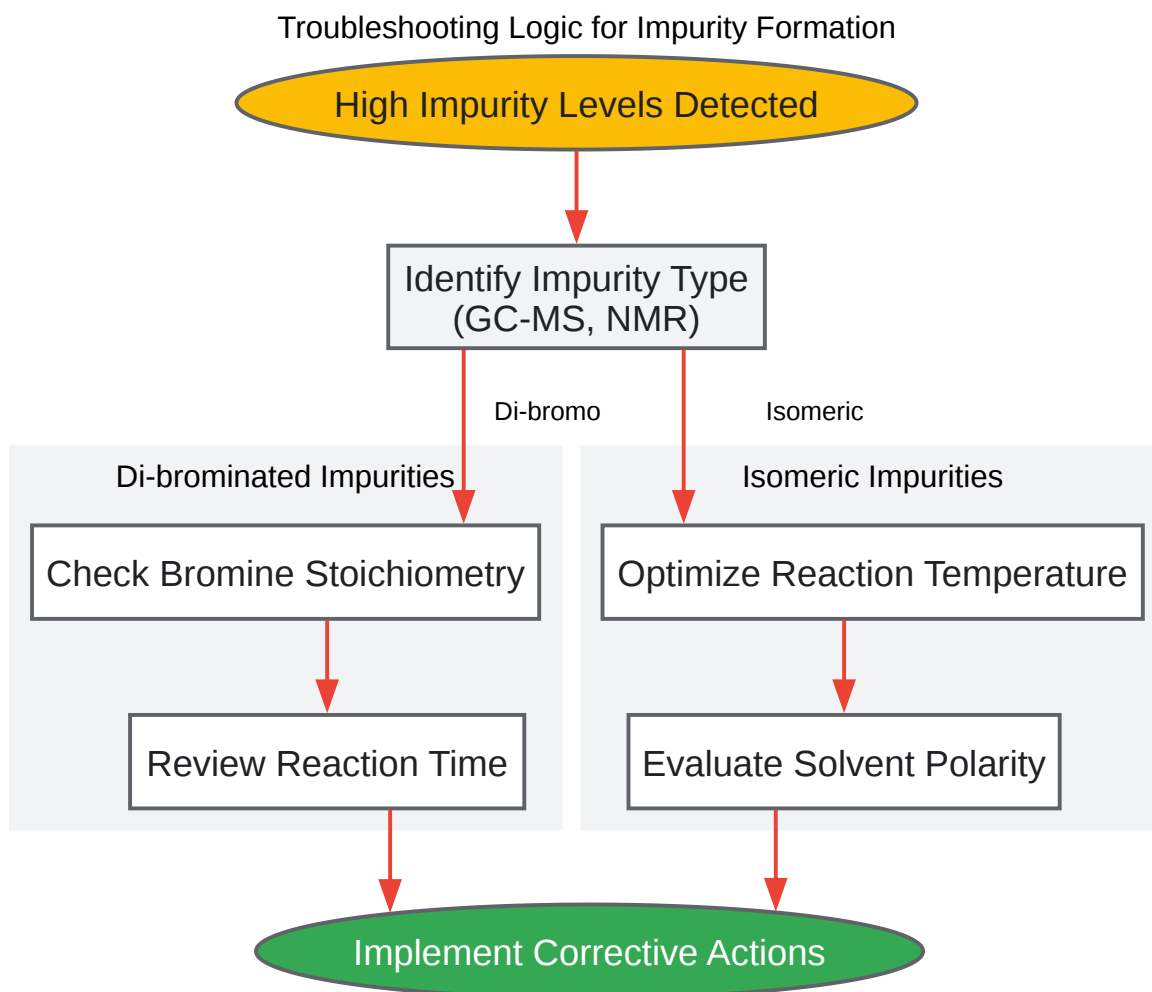 Troubleshooting Logic for Impurity Formation
High Impurity Levels Detected
Identify Impurity Type
(GC-MS, NMR)
Di-bromo
Isomeric
Di-brominated Impurities
Isomeric Impurities
Check Bromine Stoichiometry
Optimize Reaction Temperature
Review Reaction Time
Evaluate Solvent Polarity
Implement Corrective Actions